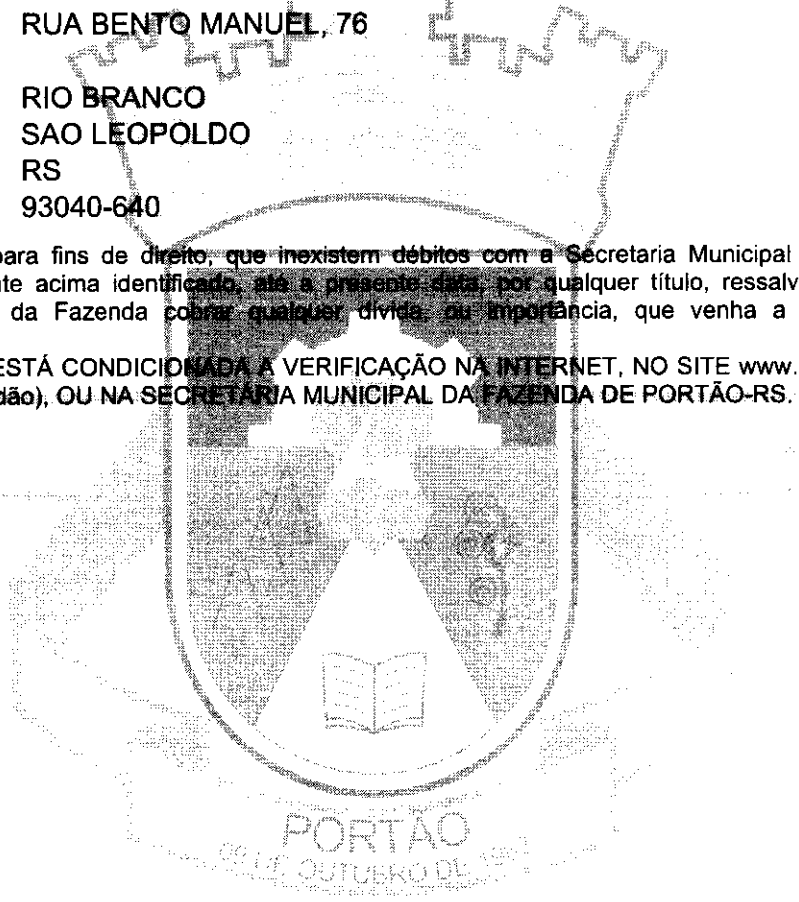 RUA BENTO MANUEL, 76
RIO BRANCO
SAO LEOPOLDO
RS
93040-640
para fins de direito, que inexistem débitos com a Secretaria Municipal
te acima identificado, até a presente data, por qualquer título, ressalv
da Fazenda cobrar qualquer dívida, ou importância, que venha a
ESTÁ CONDICIONADA A VERIFICAÇÃO NA INTERNET, NO SITE www.
dão), OU NA SECRETARIA MUNICIPAL DA FAZENDA DE PORTÃO-RS.
PORTÃO
DE OUTUBRO DE